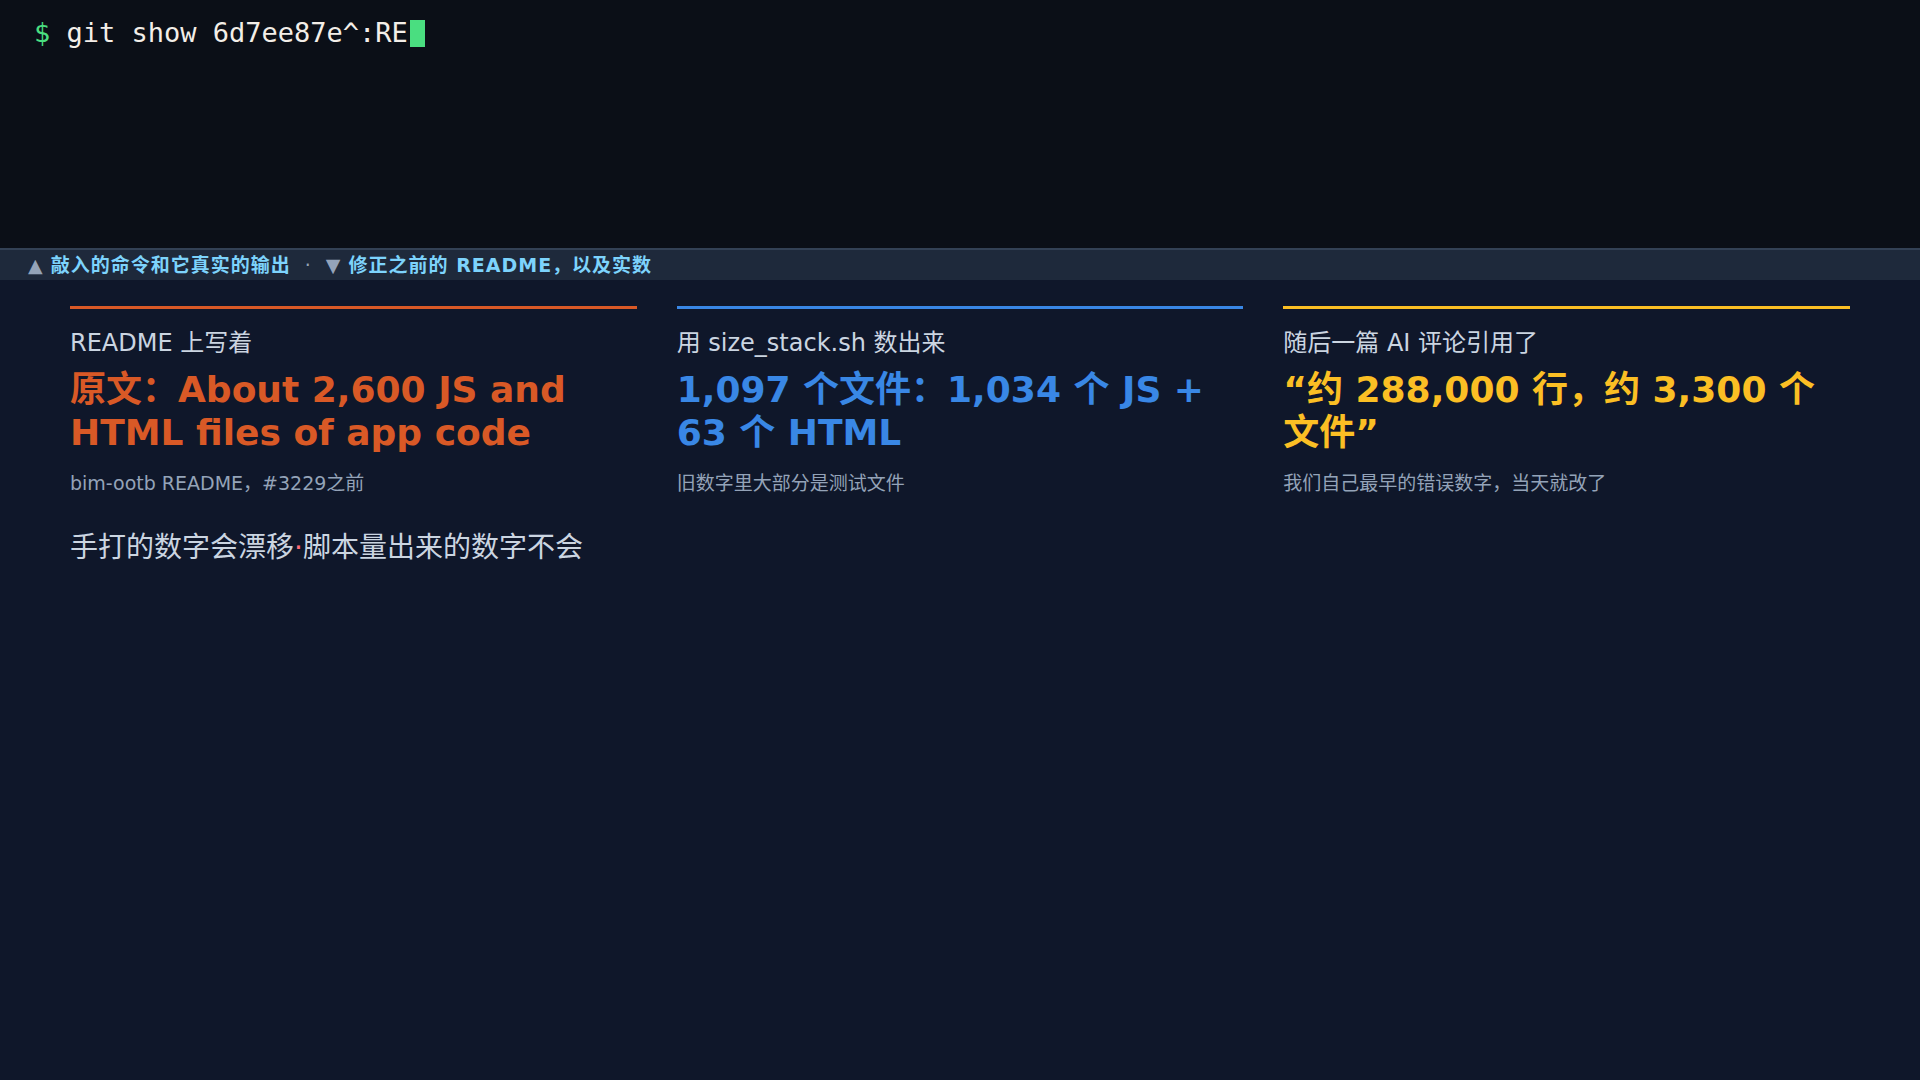 $ git show 6d7ee87e^:RE
▲ 敲入的命令和它真实的输出 · ▼ 修正之前的 README，以及实数
README 上写着
原文：About 2,600 JS and
HTML files of app code
bim-ootb README，#3229之前
用 size_stack.sh 数出来
1,097 个文件：1,034 个 JS +
63 个 HTML
旧数字里大部分是测试文件
随后一篇 AI 评论引用了
“约 288,000 行，约 3,300 个
文件”
我们自己最早的错误数字，当天就改了
手打的数字会漂移·脚本量出来的数字不会